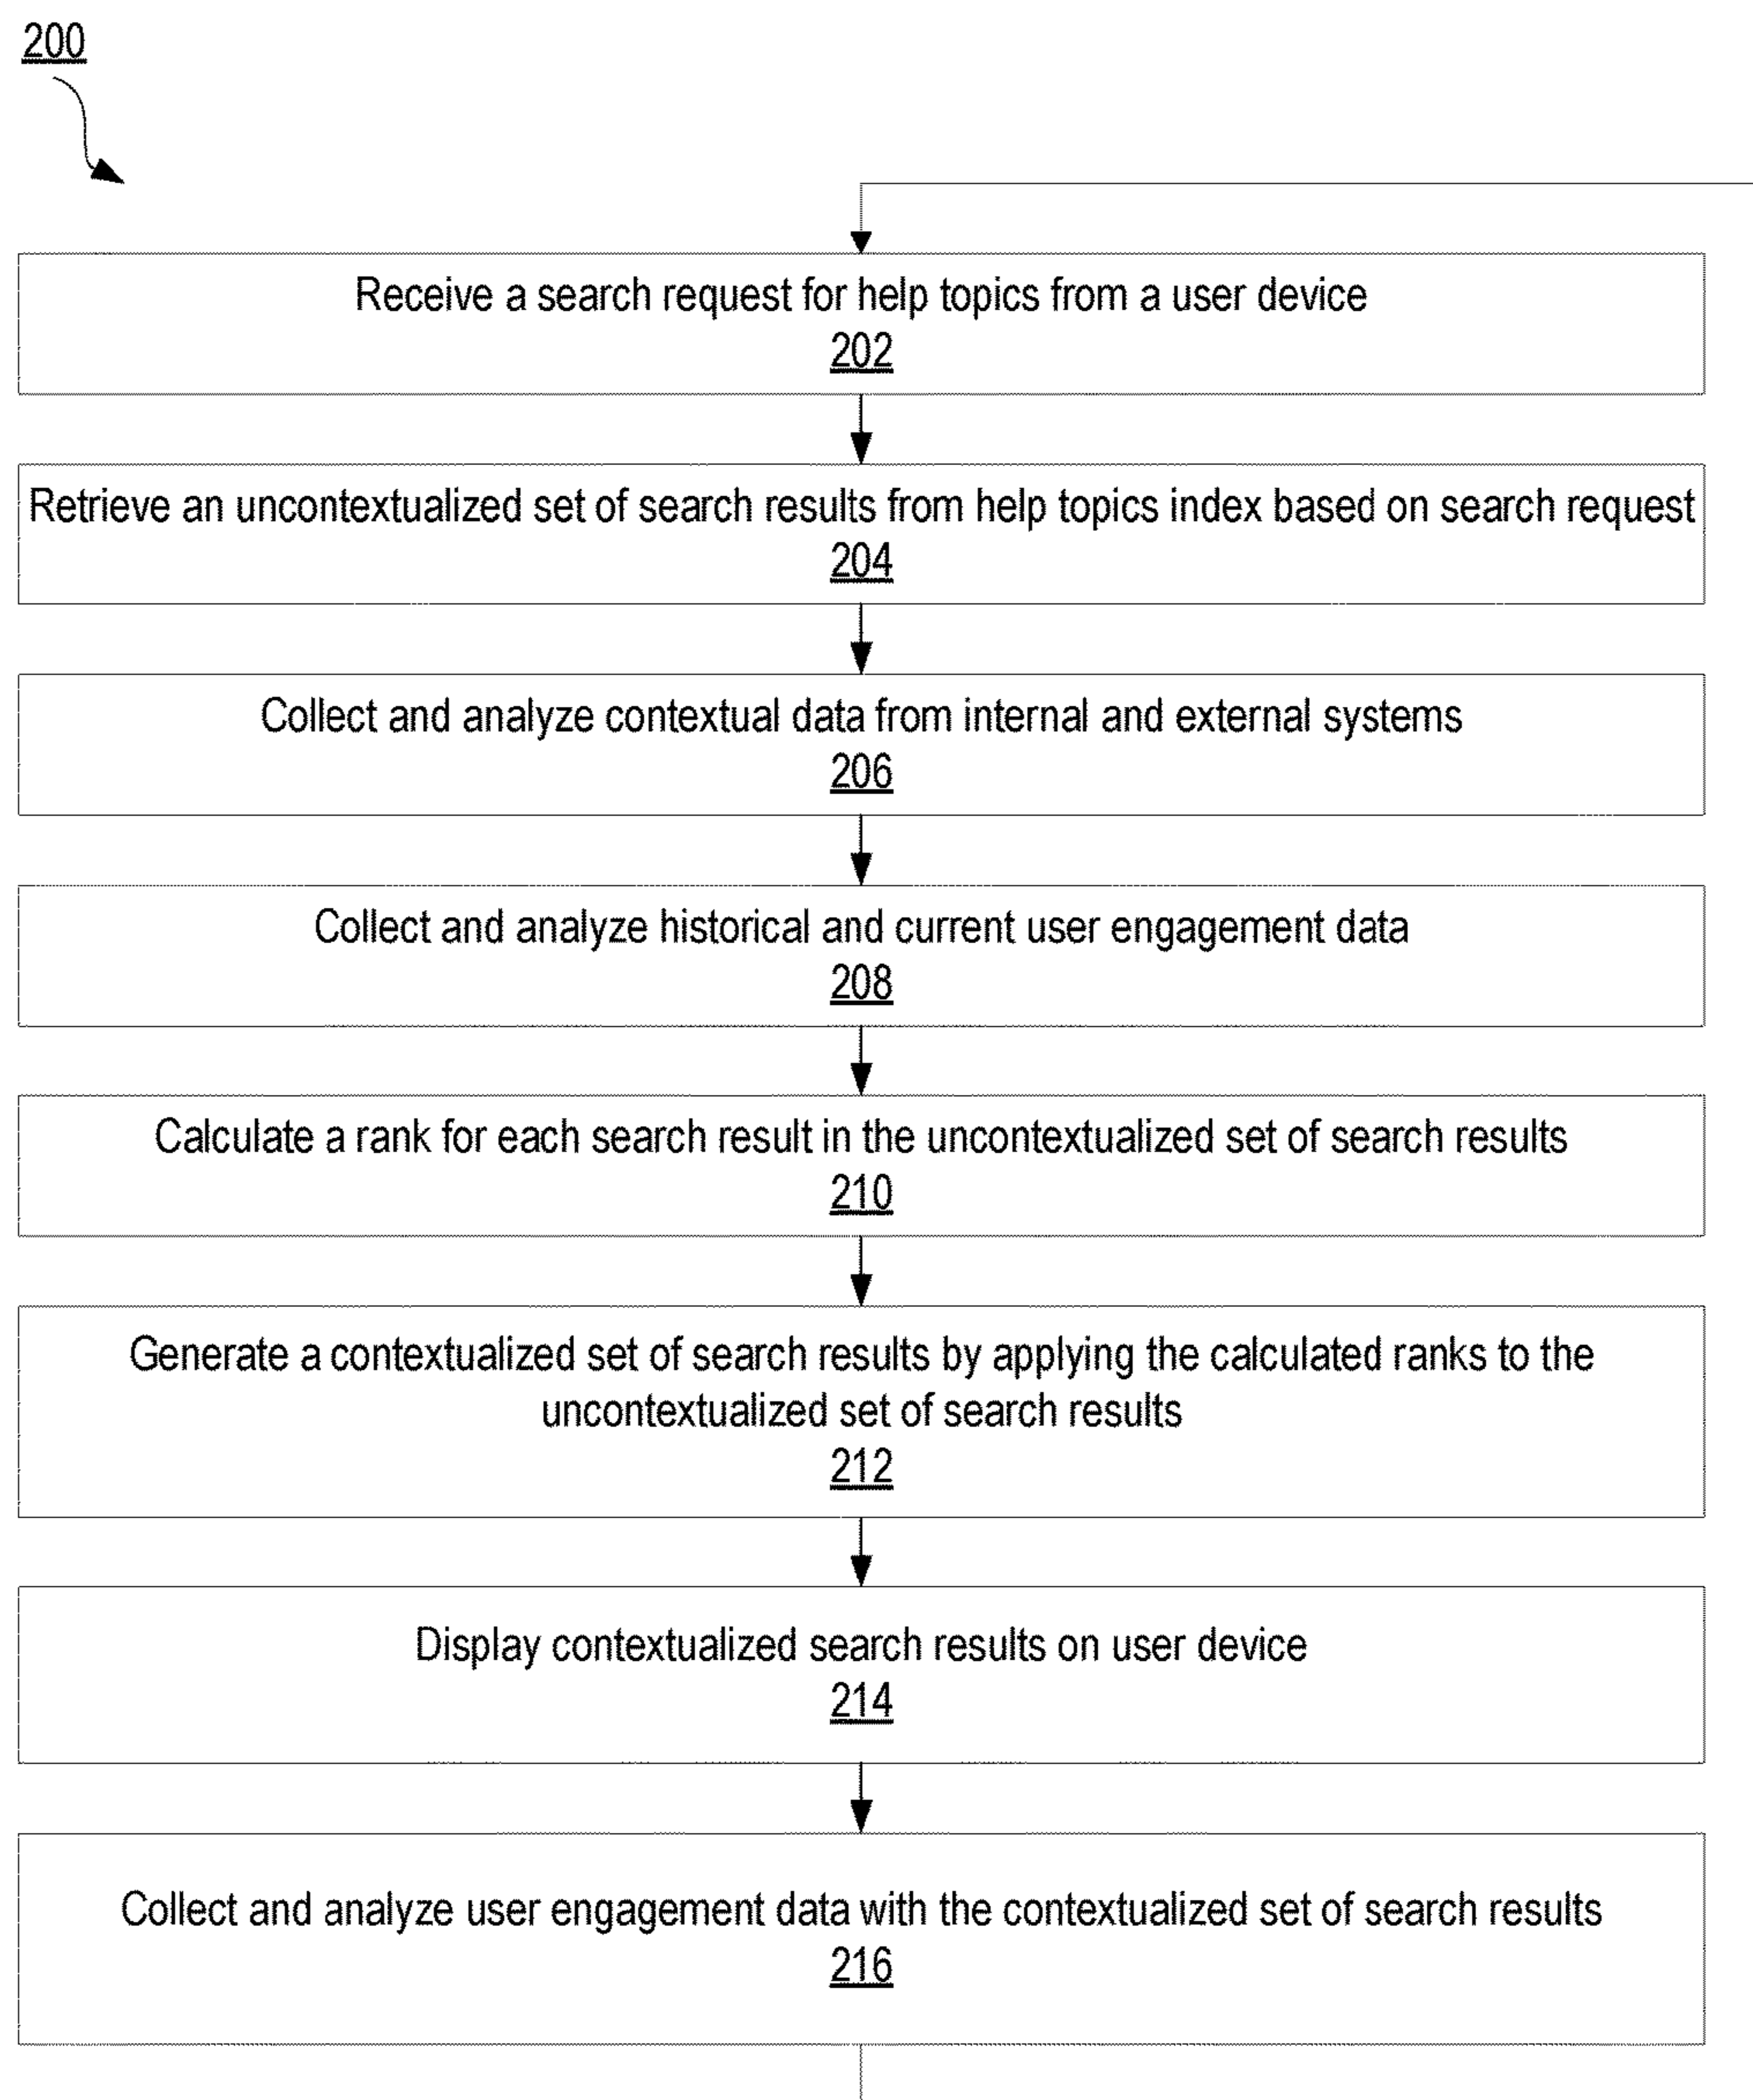 200
Receive a search request for help topics from a user device
202
Retrieve an uncontextualized set of search results from help topics index based on search request
204
Collect and analyze contextual data from internal and external systems
206
Collect and analyze historical and current user engagement data
208
Calculate a rank for each search result in the uncontextualized set of search results
210
Generate a contextualized set of search results by applying the calculated ranks to the
uncontextualized set of search results
212
Display contextualized search results on user device
214
Collect and analyze user engagement data with the contextualized set of search results
216